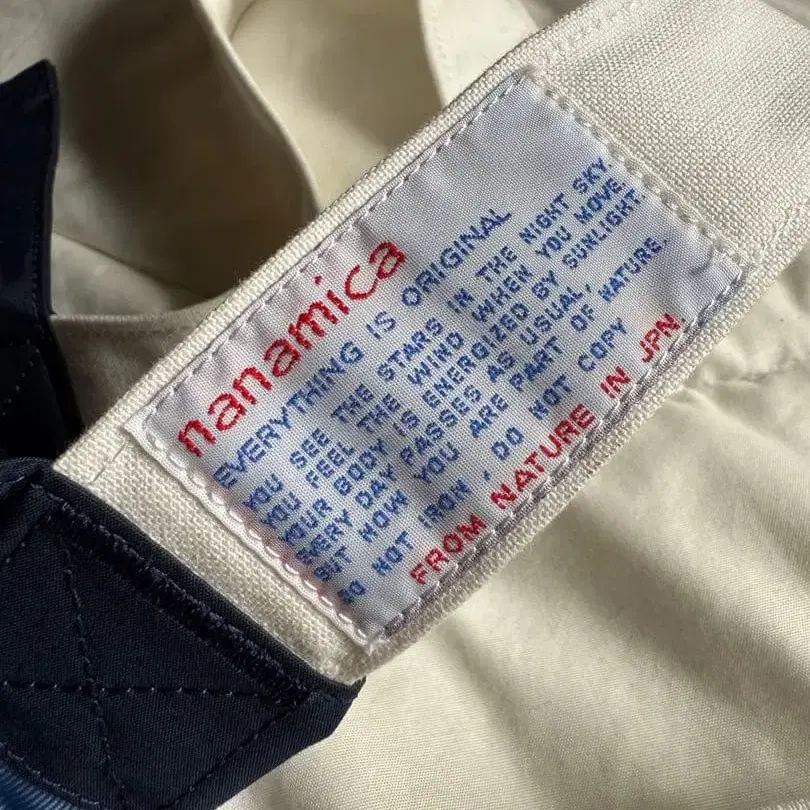 nanamica
EVERYTHING IS ORIGINAL
YOU SEE THE STARS IN THE NIGHT SKY.
YOU FEEL THE WIND WHEN YOU MOVE.
YOUR BODY IS ENERGIZED BY SUNLIGHT.
EVERY DAY PASSES AS USUAL,
BUT NOW YOU ARE PART OF NATURE.
DO NOT IRON, DO NOT COPY
FROM NATURE IN JPN.